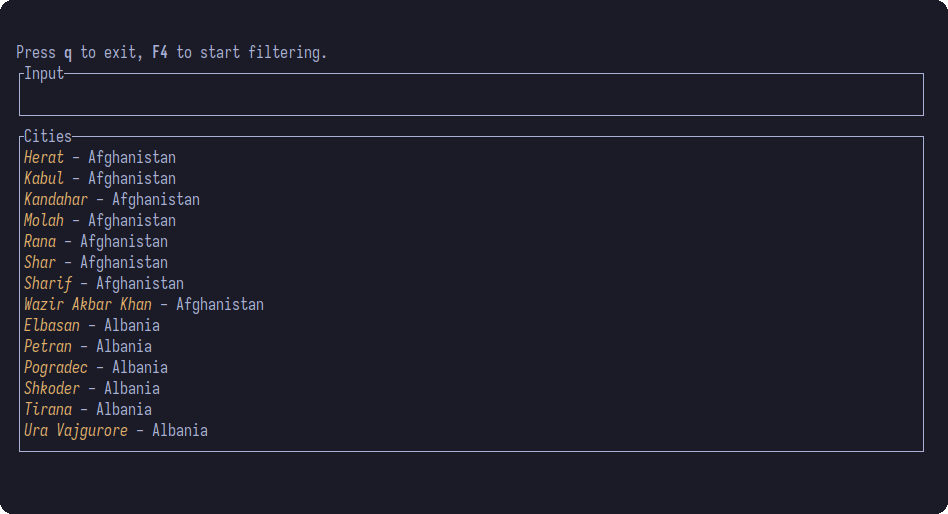 Press q to exit, F4 to start filtering.
Input
Cities
Herat - Afghanistan
Kabul - Afghanistan
Kandahar - Afghanistan
Molah - Afghanistan
Rana - Afghanistan
Shar - Afghanistan
Sharif - Afghanistan
Wazir Akbar Khan - Afghanistan
Elbasan - Albania
Petran - Albania
Pogradec - Albania
Shkoder - Albania
Tirana - Albania
Ura Vajgurore - Albania